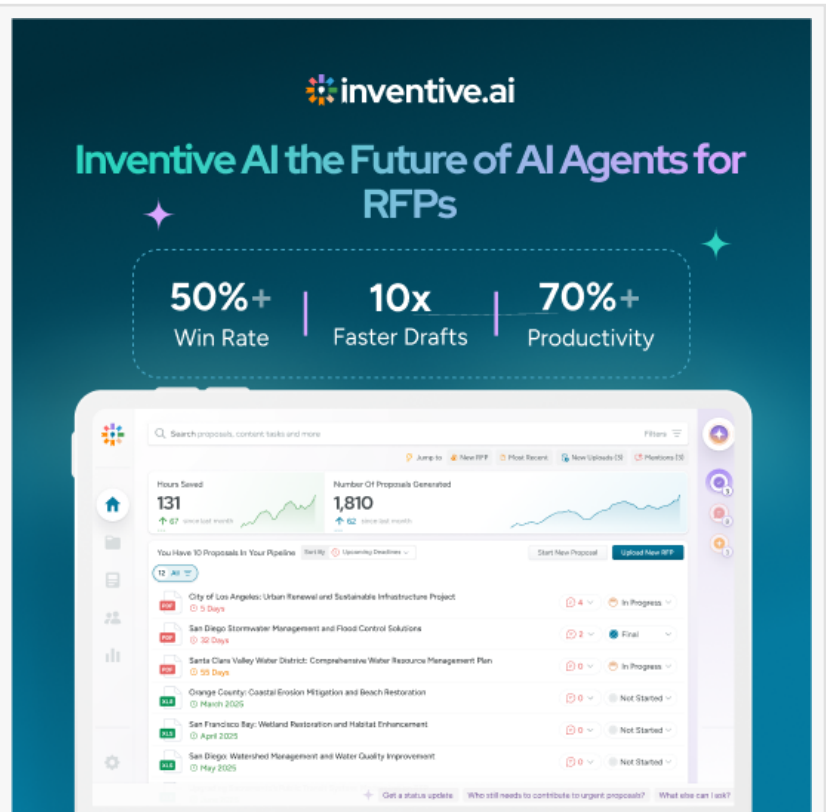 inventive.ai
Inventive AI the Future of AI Agents for
RFPs
50%+ 10x 70%+
Win Rate Faster Drafts Productivity
Search proposals, content tasks and more Filters
Jump to New RFP Most Recent New Uploads (3) Mentions (3)
Hours Saved Number Of Proposals Generated
131 1,810
67 since last month 62 since last month
You Have 10 Proposals In Your Pipeline Sort By Upcoming Deadlines Start New Proposal Upload New RFP
12 All
PDF City of Los Angeles: Urban Renewal and Sustainable Infrastructure Project 4 In Progress
5 Days
PDF San Diego Stormwater Management and Flood Control Solutions 2 Final
32 Days
PDF Santa Clara Valley Water District: Comprehensive Water Resource Management Plan 0 In Progress
55 Days
XLS Orange County: Coastal Erosion Mitigation and Beach Restoration 0 Not Started
March 2025
XLS San Francisco Bay: Wetland Restoration and Habitat Enhancement 0 Not Started
April 2025
XLS San Diego: Watershed Management and Water Quality Improvement 0 Not Started
May 2025
Get a status update Who still needs to contribute to urgent proposals? What else can I ask?